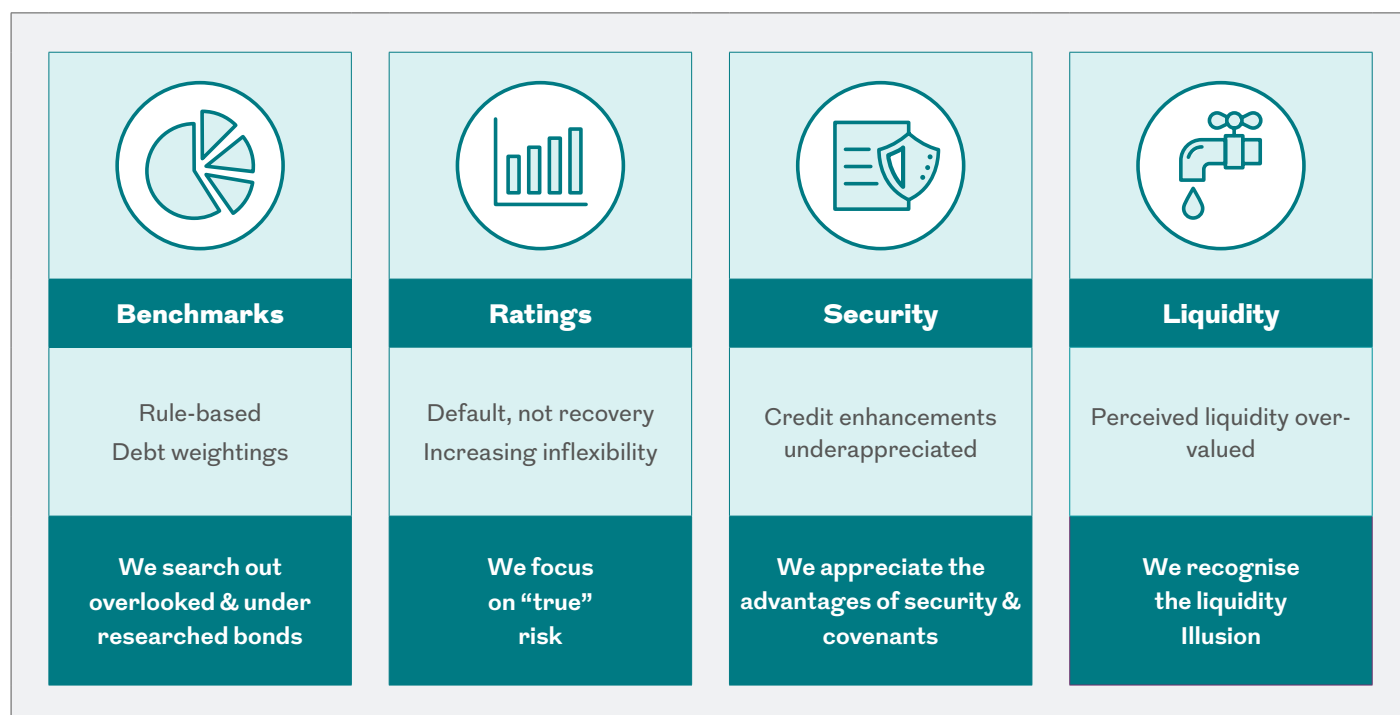 Benchmarks
Rule-based
Debt weightings
We search out
overlooked & under
researched bonds
Ratings
Default, not recovery
Increasing inflexibility
We focus
on “true”
risk
Security
Credit enhancements
underappreciated
We appreciate the
advantages of security &
covenants
Liquidity
Perceived liquidity over-
valued
We recognise
the liquidity
Illusion